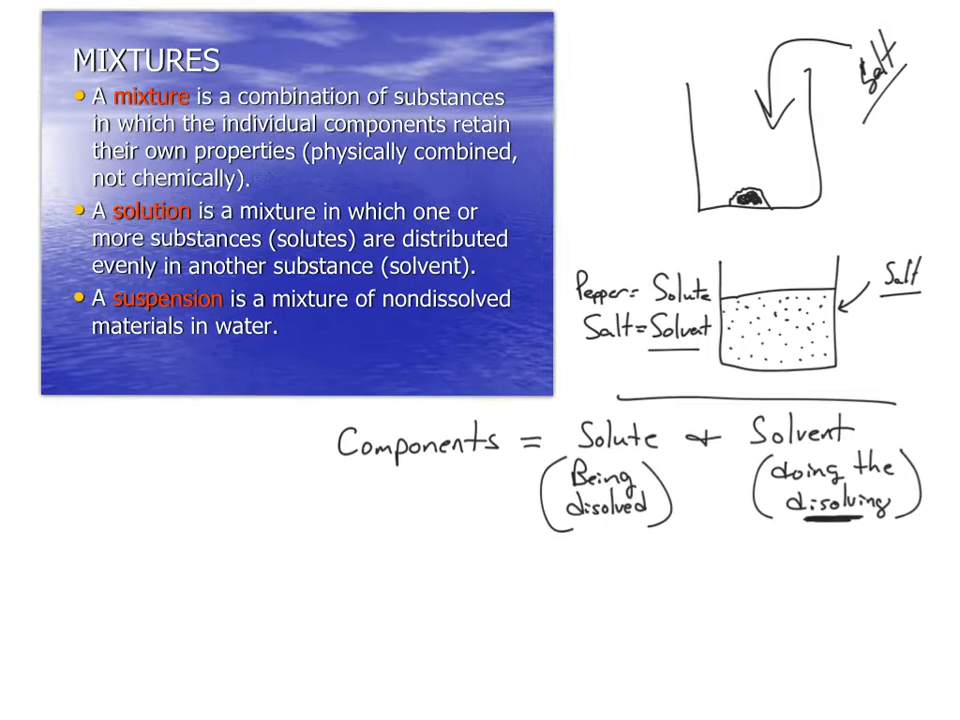 MIXTURES
• A mixture is a combination of substances
in which the individual components retain
their own properties (physically combined,
not chemically).
• A solution is a mixture in which one or
more substances (solutes) are distributed
evenly in another substance (solvent).
• A suspension is a mixture of nondissolved
materials in water.
Salt
Salt
Pepper = Solute
Salt = Solvent
Components = Solute + Solvent
(Being
disolved)
(doing the
disolving)